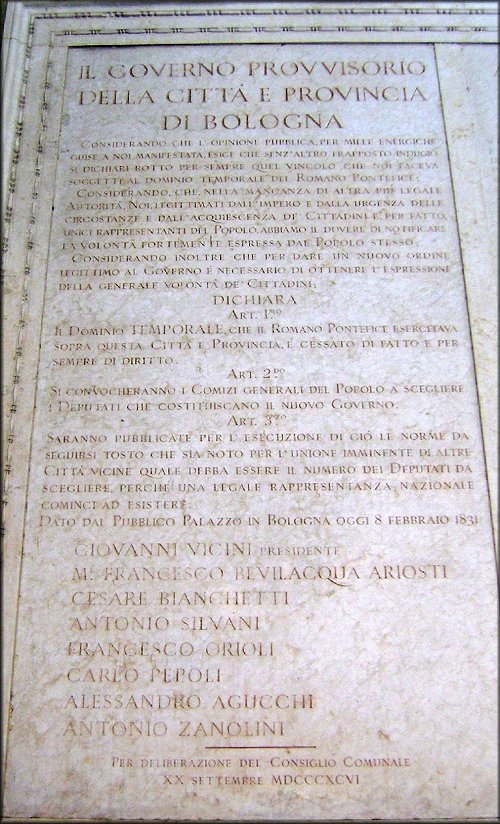 IL GOVERNO PROVVISORIO
DELLA CITTÁ E PROVINCIA
DI BOLOGNA
CONSIDERANDO CHE L'OPINIONE PUBBLICA, PER MILLE ENERGICHE
GUISE A NOI MANIFESTATA, ESIGE CHE SENZ'ALTRO FRAPPOSTO INDUGIO
SI DICHIARI ROTTO PER SEMPRE QUEL VINCOLO CHE NOI FACEVA
SOGGETTE AL DOMINIO TEMPORALE DEL ROMANO PONTEFICE;
CONSIDERANDO, CHE, NELLA MANCANZA DI ALTRA PIÙ LEGALE
AUTORITÀ, NOI, LEGITTIMATI DALL'IMPERO E DALLA URGENZA DELLE
CIRCOSTANZE E DALL'ACQUIESCENZA DE' CITTADINI E, PER FATTO,
UNICI RAPPRESENTANTI DEL POPOLO, ABBIAMO IL DOVERE DI NOTIFICARE
LA VOLONTÀ FORTEMENTE ESPRESSA DAL POPOLO STESSO;
CONSIDERANDO INOLTRE CHE PER DARE UN NUOVO ORDINE
LEGITTIMO AL GOVERNO È NECESSARIO DI OTTENERE L'ESPRESSIONE
DELLA GENERALE VOLONTÀ DE' CITTADINI;
DICHIARA
ART. 1.mo
IL DOMINIO TEMPORALE, CHE IL ROMANO PONTEFICE ESERCITAVA
SOPRA QUESTA CITTÀ E PROVINCIA, È CESSATO DI FATTO E PER
SEMPRE DI DIRITTO.
ART. 2.do
SI CONVOCHERANNO I COMIZI GENERALI DEL POPOLO A SCEGLIERE
I DEPUTATI CHE COSTITUISCANO IL NUOVO GOVERNO.
ART. 3.zo
SARANNO PUBBLICATE PER L'ESECUZIONE DI CIÓ LE NORME DA
SEGUIRSI TOSTO CHE SIA NOTO PER L'UNIONE IMMINENTE DI ALTRE
CITTÀ VICINE QUALE DEBBA ESSERE IL NUMERO DEI DEPUTATI DA
SCEGLIERE, PERCHÉ UNA LEGALE RAPPRESENTANZA NAZIONALE
COMINCI AD ESISTERE.
DATO DAL PUBBLICO PALAZZO IN BOLOGNA OGGI 8 FEBBRAIO 1831
GIOVANNI VICINI PRESIDENTE
M.e FRANCESCO BEVILACQUA ARIOSTI
CESARE BIANCHETTI
ANTONIO SILVANI
FRANCESCO ORIOLI
CARLO PEPOLI
ALESSANDRO AGUCCHI
ANTONIO ZANOLINI
PER DELIBERAZIONE DEL CONSIGLIO COMUNALE
XX SETTEMBRE MDCCCXCVI